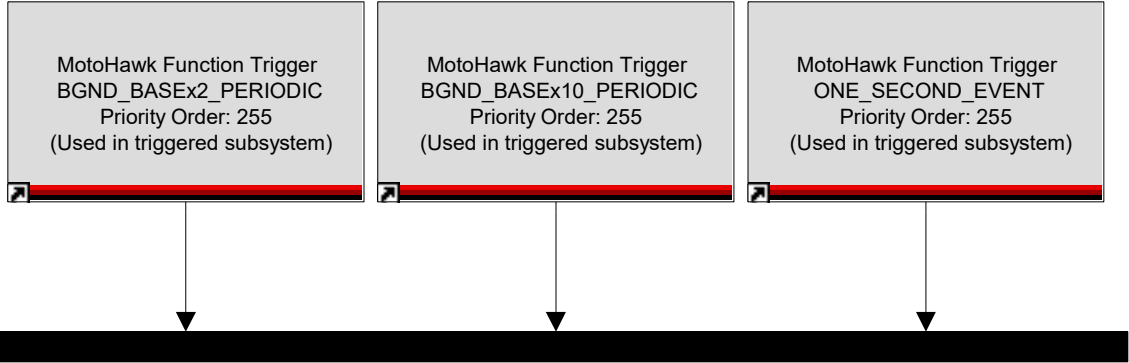 MotoHawk Function Trigger
BGND_BASEx2_PERIODIC
Priority Order: 255
(Used in triggered subsystem)
MotoHawk Function Trigger
BGND_BASEx10_PERIODIC
Priority Order: 255
(Used in triggered subsystem)
MotoHawk Function Trigger
ONE_SECOND_EVENT
Priority Order: 255
(Used in triggered subsystem)